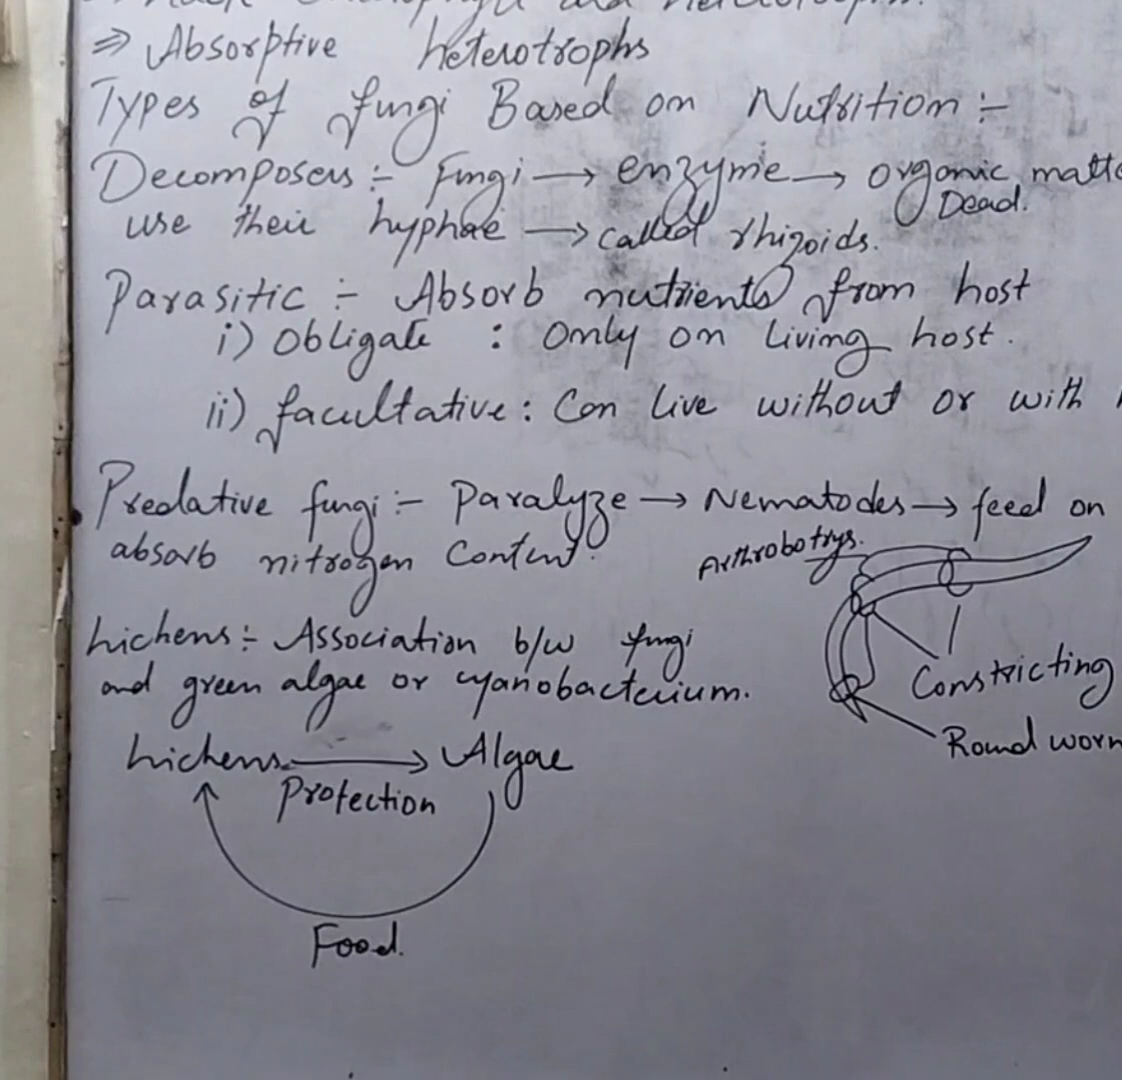 ⇒ Absorptive heterotrophs
Types of fungi Based on Nutrition :-
Decomposers :- Fungi → enzyme → organic matte
Dead.
use their hyphae → called rhizoids.
Parasitic :- Absorb nutrients from host
i) Obligate : Only on living host.
ii) facultative : Can live without or with
Predative fungi :- Paralyze → Nematodes → feed on
absorb nitrogen content.
Arthrobotrys.
Lichens :- Association b/w fungi
and green algae or cyanobacterium.
Constricting
Round worm
Lichens → Algae
Protection
Food.